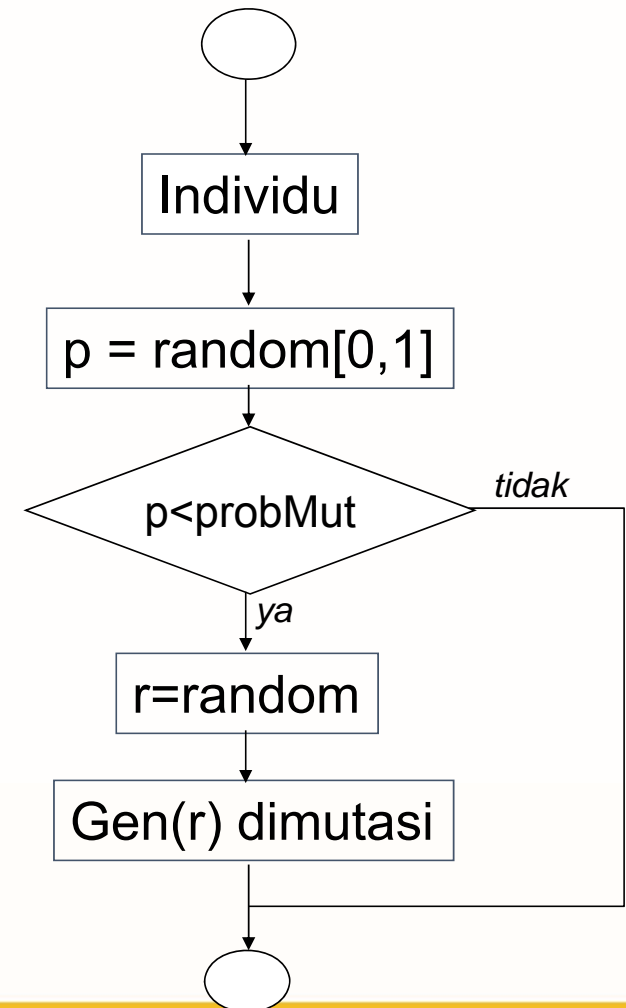 Individu
p = random[0,1]
p<probMut
tidak
ya
r=random
Gen(r) dimutasi